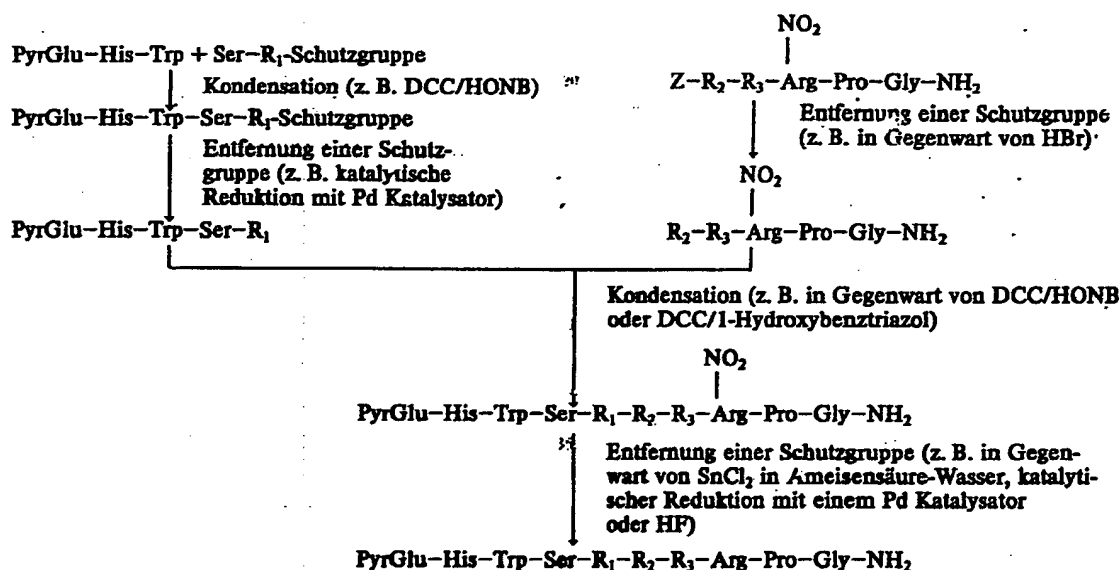 PyrGlu—His—Trp + Ser—R₁-Schutzgruppe
Kondensation (z. B. DCC/HONB)
PyrGlu—His—Trp—Ser—R₁-Schutzgruppe
Entfernung einer Schutz-
gruppe (z. B. katalytische
Reduktion mit Pd Katalysator)
PyrGlu—His—Trp—Ser—R₁
NO₂
Z—R₂—R₃—Arg—Pro—Gly—NH₂
Entfernung einer Schutzgruppe
(z. B. in Gegenwart von HBr)
NO₂
R₂—R₃—Arg—Pro—Gly—NH₂
Kondensation (z. B. in Gegenwart von DCC/HONB
oder DCC/1-Hydroxybenztriazol)
NO₂
PyrGlu—His—Trp—Ser—R₁—R₂—R₃—Arg—Pro—Gly—NH₂
Entfernung einer Schutzgruppe (z. B. in Gegen-
wart von SnCl₂ in Ameisensäure-Wasser, katalyti-
scher Reduktion mit einem Pd Katalysator
oder HF)
PyrGlu—His—Trp—Ser—R₁—R₂—R₃—Arg—Pro—Gly—NH₂